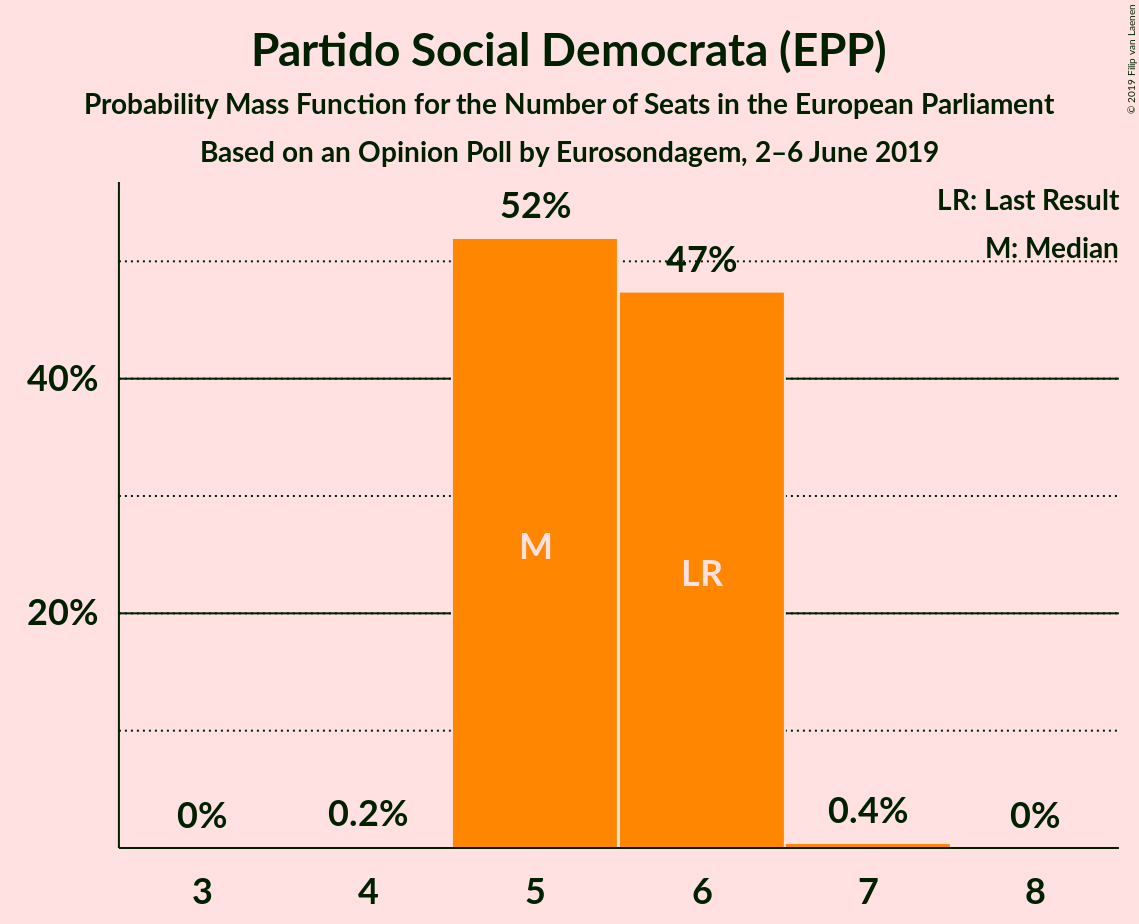 Partido Social Democrata (EPP)
Probability Mass Function for the Number of Seats in the European Parliament
Based on an Opinion Poll by Eurosondagem, 2–6 June 2019
© 2019 Filip van Laenen
LR: Last Result
M: Median
52%
47%
40%
M
LR
20%
0%
0.2%
0.4%
0%
3
4
5
6
7
8